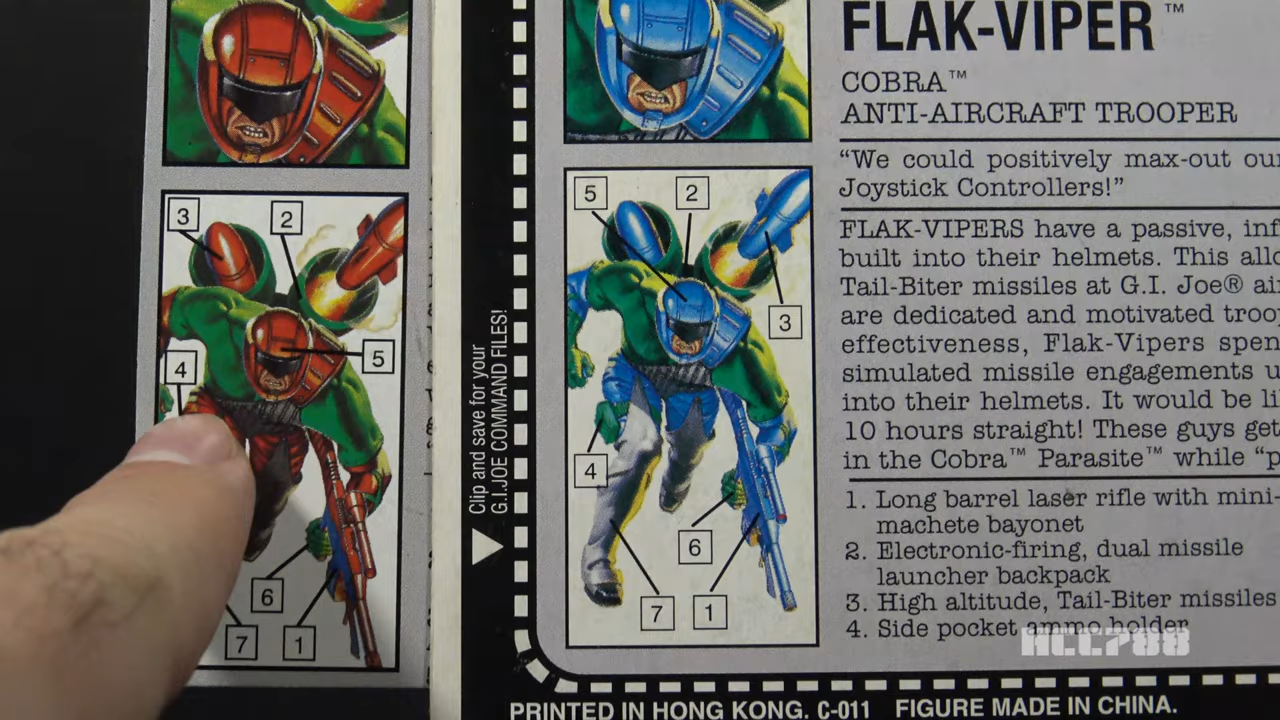 FLAK-VIPER™
COBRA™
ANTI-AIRCRAFT TROOPER
"We could positively max-out
Joystick Controllers!"
FLAK-VIPERS have a passive,
built into their helmets. This
Tail-Biter missiles at G.I. Joe®
are dedicated and motivated
effectiveness, Flak-Vipers
simulated missile engagements
into their helmets. It would be
10 hours straight! These guys get
in the Cobra™ Parasite™ while
1. Long barrel laser rifle with mini-
machete bayonet
2. Electronic-firing, dual missile
launcher backpack
3. High altitude, Tail-Biter missiles
4. Side pocket ammo holder
HCC788
PRINTED IN HONG KONG. C-011 FIGURE MADE IN CHINA.
Clip and save for your
G.I. JOE COMMAND FILES!
3
2
5
4
6
7
1
5
2
3
4
6
7
1